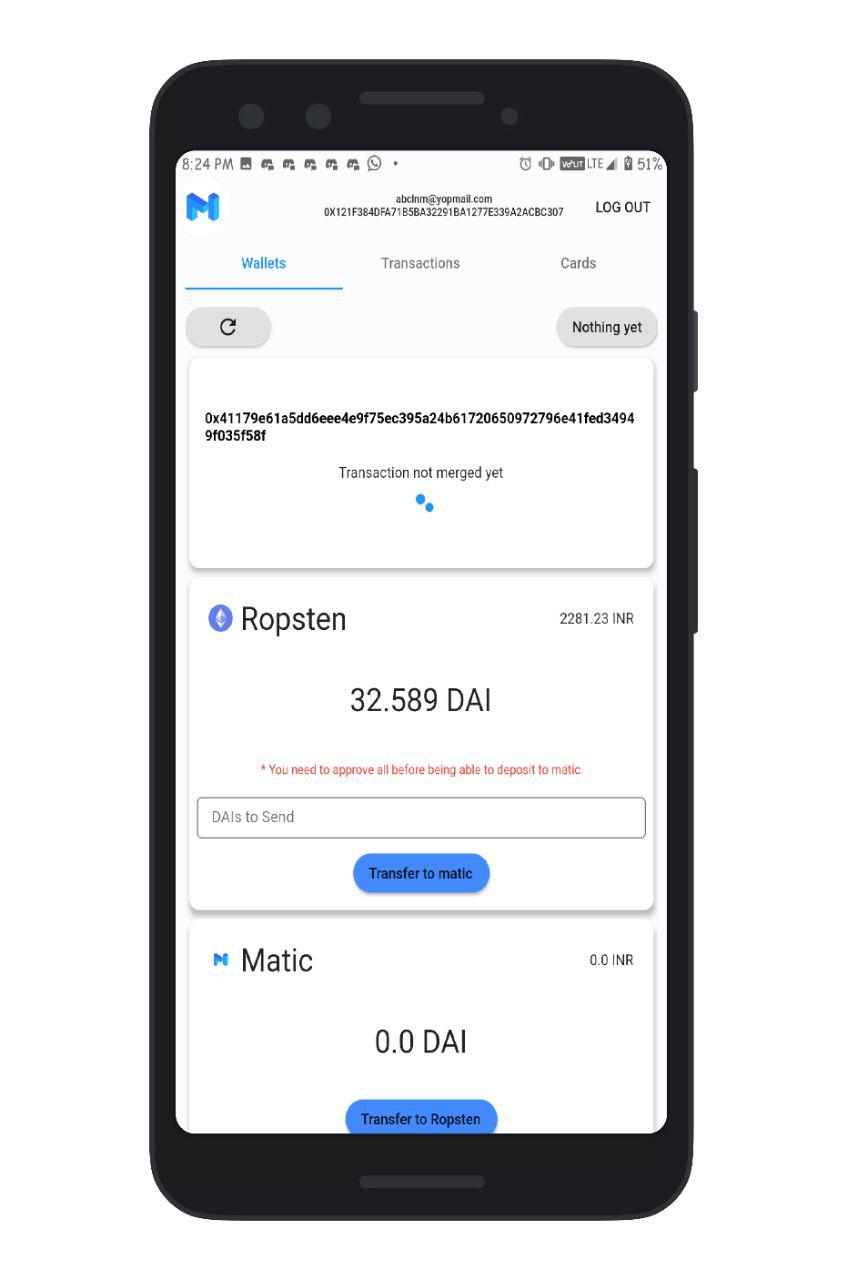 8:24 PM
LTE 51%
abclnm@yopmail.com
0X121F384DFA71B5BA32291BA1277E339A2ACBC307
LOG OUT
Wallets Transactions Cards
Nothing yet
0x41179e61a5dd6eee4e9f75ec395a24b61720650972796e41fed3494
9f035f58f
Transaction not merged yet
Ropsten 2281.23 INR
32.589 DAI
* You need to approve all before being able to deposit to matic
DAIs to Send
Transfer to matic
Matic 0.0 INR
0.0 DAI
Transfer to Ropsten